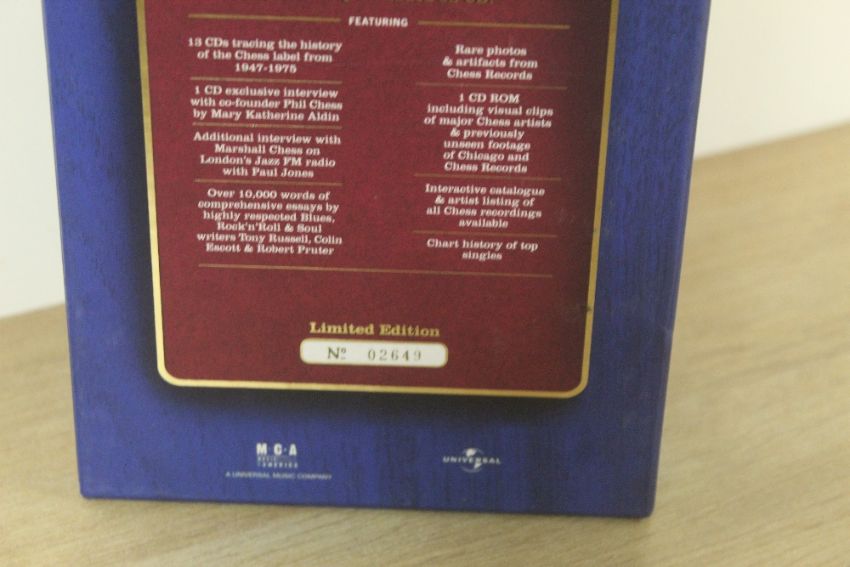 FEATURING
13 CDs tracing the history
of the Chess label from
1947-1975
1 CD exclusive interview
with co-founder Phil Chess
by Mary Katherine Aldin
Additional interview with
Marshall Chess on
London's Jazz FM radio
with Paul Jones
Over 10,000 words of
comprehensive essays by
highly respected Blues,
Rock'n'Roll & Soul
writers Tony Russell, Colin
Escott & Robert Pruter
Rare photos
& artifacts from
Chess Records
1 CD ROM
including visual clips
of major Chess artists
& previously
unseen footage
of Chicago and
Chess Records
Interactive catalogue
& artist listing of
all Chess recordings
available
Chart history of top
singles
Limited Edition
Nº 02649
M·C·A
A UNIVERSAL MUSIC COMPANY
UNIVERSAL